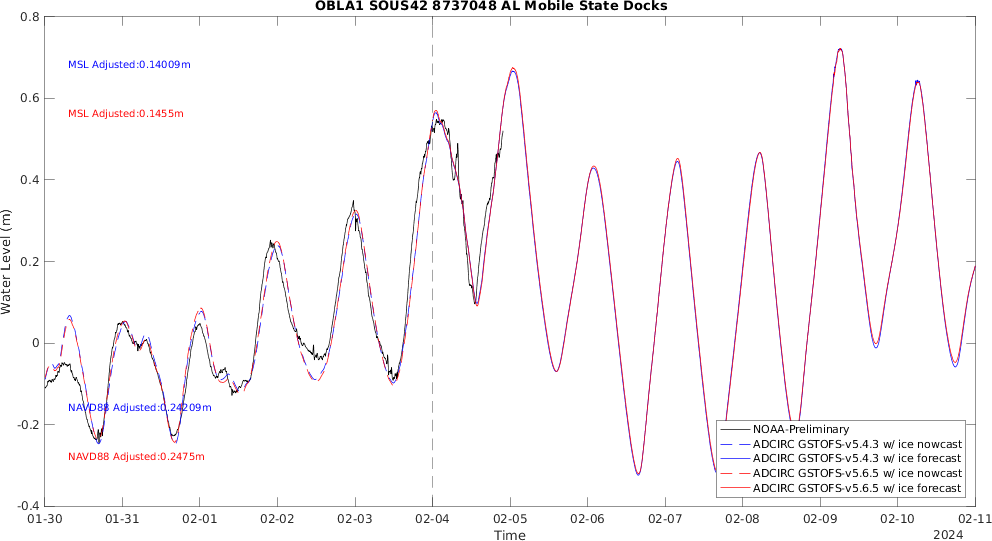 OBLA1 SOUS42 8737048 AL Mobile State Docks
0.8
0.6
0.4
0.2
0
-0.2
-0.4
Water Level (m)
MSL Adjusted:0.14009m
MSL Adjusted:0.1455m
NAVD88 Adjusted:0.24209m
NAVD88 Adjusted:0.2475m
NOAA-Preliminary
ADCIRC GSTOFS-v5.4.3 w/ ice nowcast
ADCIRC GSTOFS-v5.4.3 w/ ice forecast
ADCIRC GSTOFS-v5.6.5 w/ ice nowcast
ADCIRC GSTOFS-v5.6.5 w/ ice forecast
01-30 01-31 02-01 02-02 02-03 02-04 02-05 02-06 02-07 02-08 02-09 02-10 02-11
Time
2024